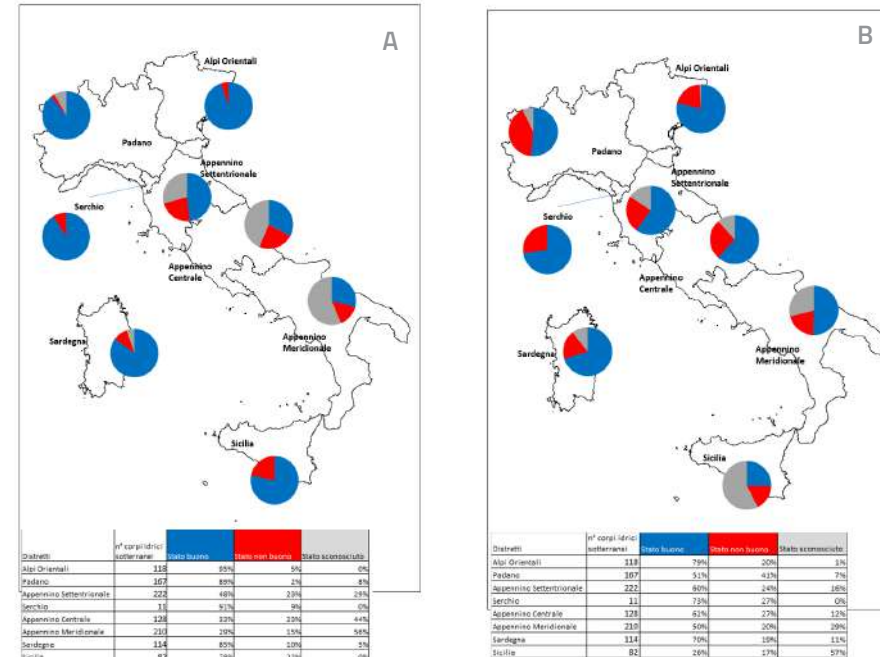 A
Alpi Orientali
Padano
Appennino
Settentrionale
Serchio
Appennino
Centrale
Sardegna
Appennino
Meridionale
Sicilia
Distretti n° corpi idrici sotterranei Stato buono Stato non buono Stato sconosciuto
Alpi Orientali 118 95% 5% 0%
Padano 167 89% 2% 8%
Appennino Settentrionale 222 48% 23% 29%
Serchio 11 91% 9% 0%
Appennino Centrale 128 33% 23% 44%
Appennino Meridionale 210 29% 15% 56%
Sardegna 114 85% 10% 5%
Sicilia 82
B
Alpi Orientali
Padano
Appennino
Settentrionale
Serchio
Appennino
Centrale
Sardegna
Appennino
Meridionale
Sicilia
Distretti n° corpi idrici sotterranei Stato buono Stato non buono Stato sconosciuto
Alpi Orientali 118 79% 20% 1%
Padano 167 51% 41% 7%
Appennino Settentrionale 222 60% 24% 16%
Serchio 11 73% 27% 0%
Appennino Centrale 128 62% 27% 12%
Appennino Meridionale 210 50% 20% 29%
Sardegna 114 70% 19% 11%
Sicilia 82 26% 17% 57%